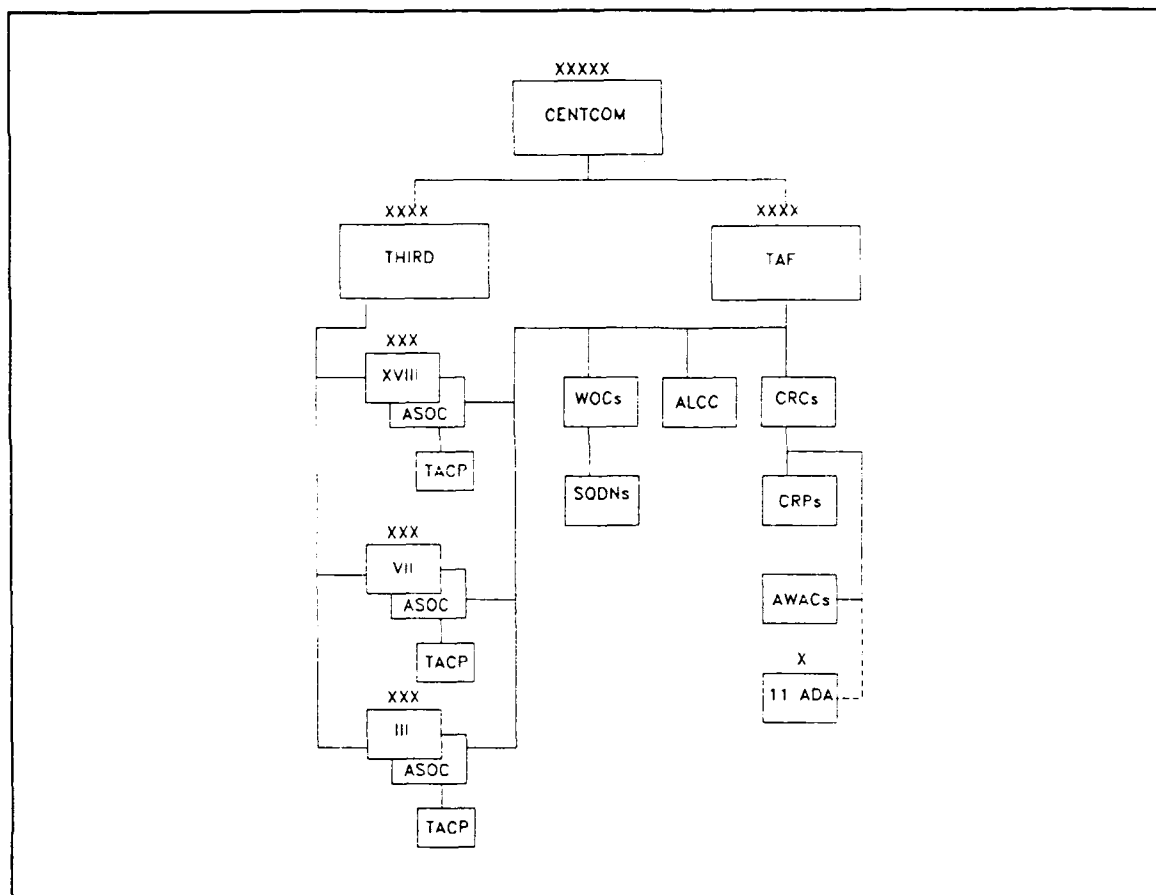 XXXXX
CENTCOM
XXXX
XXXX
THIRD
TAF
XXX
XVIII
ASOC
TACP
WOCs
ALCC
CRCs
SQDNs
CRPs
XXX
VII
ASOC
TACP
AWACs
X
11 ADA
XXX
III
ASOC
TACP